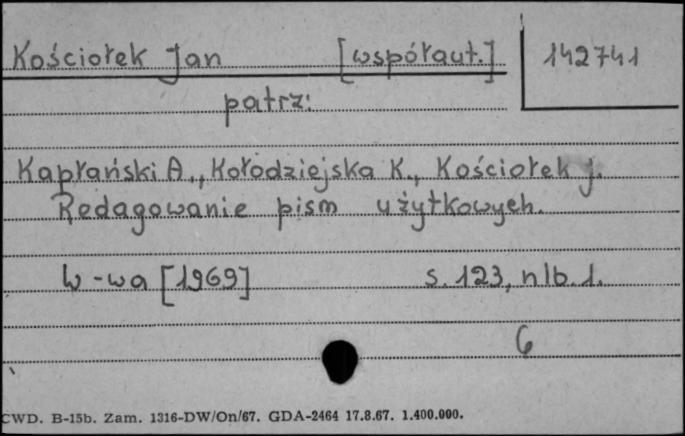 Kościołek Jan [współaut.] 142741
patrz:
Kapłański A., Kołodziejska K., Kościołek J.
Redagowanie pism użytkowych.
W-wa [1969] s. 123, nlb. 1.
6
CWD. B-15b. Zam. 1316-DW/On/67. GDA-2464 17.8.67. 1.400.000.